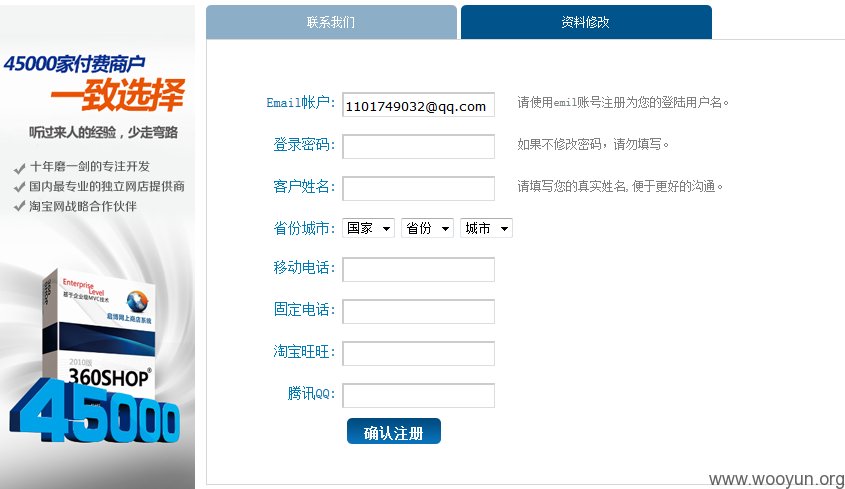 45000家付费商户
一致选择
听过来人的经验，少走弯路
十年磨一剑的专注开发
国内最专业的独立网店提供商
淘宝网战略合作伙伴
Enterprise
Level
基于企业级MVC技术
启博网上商店系统
2010版
360SHOP®
45000
联系我们 资料修改
Email帐户: 1101749032@qq.com 请使用emil账号注册为您的登陆用户名。
登录密码: 如果不修改密码，请勿填写。
客户姓名: 请填写您的真实姓名,便于更好的沟通。
省份城市: 国家 省份 城市
移动电话:
固定电话:
淘宝旺旺:
腾讯QQ:
确认注册
www.wooyun.org